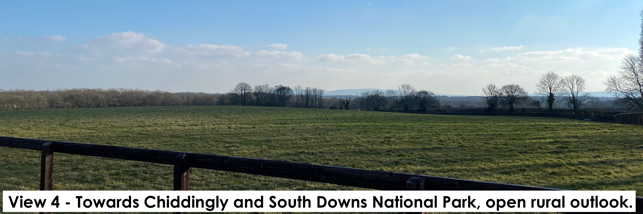 View 4 - Towards Chiddingly and South Downs National Park, open rural outlook.